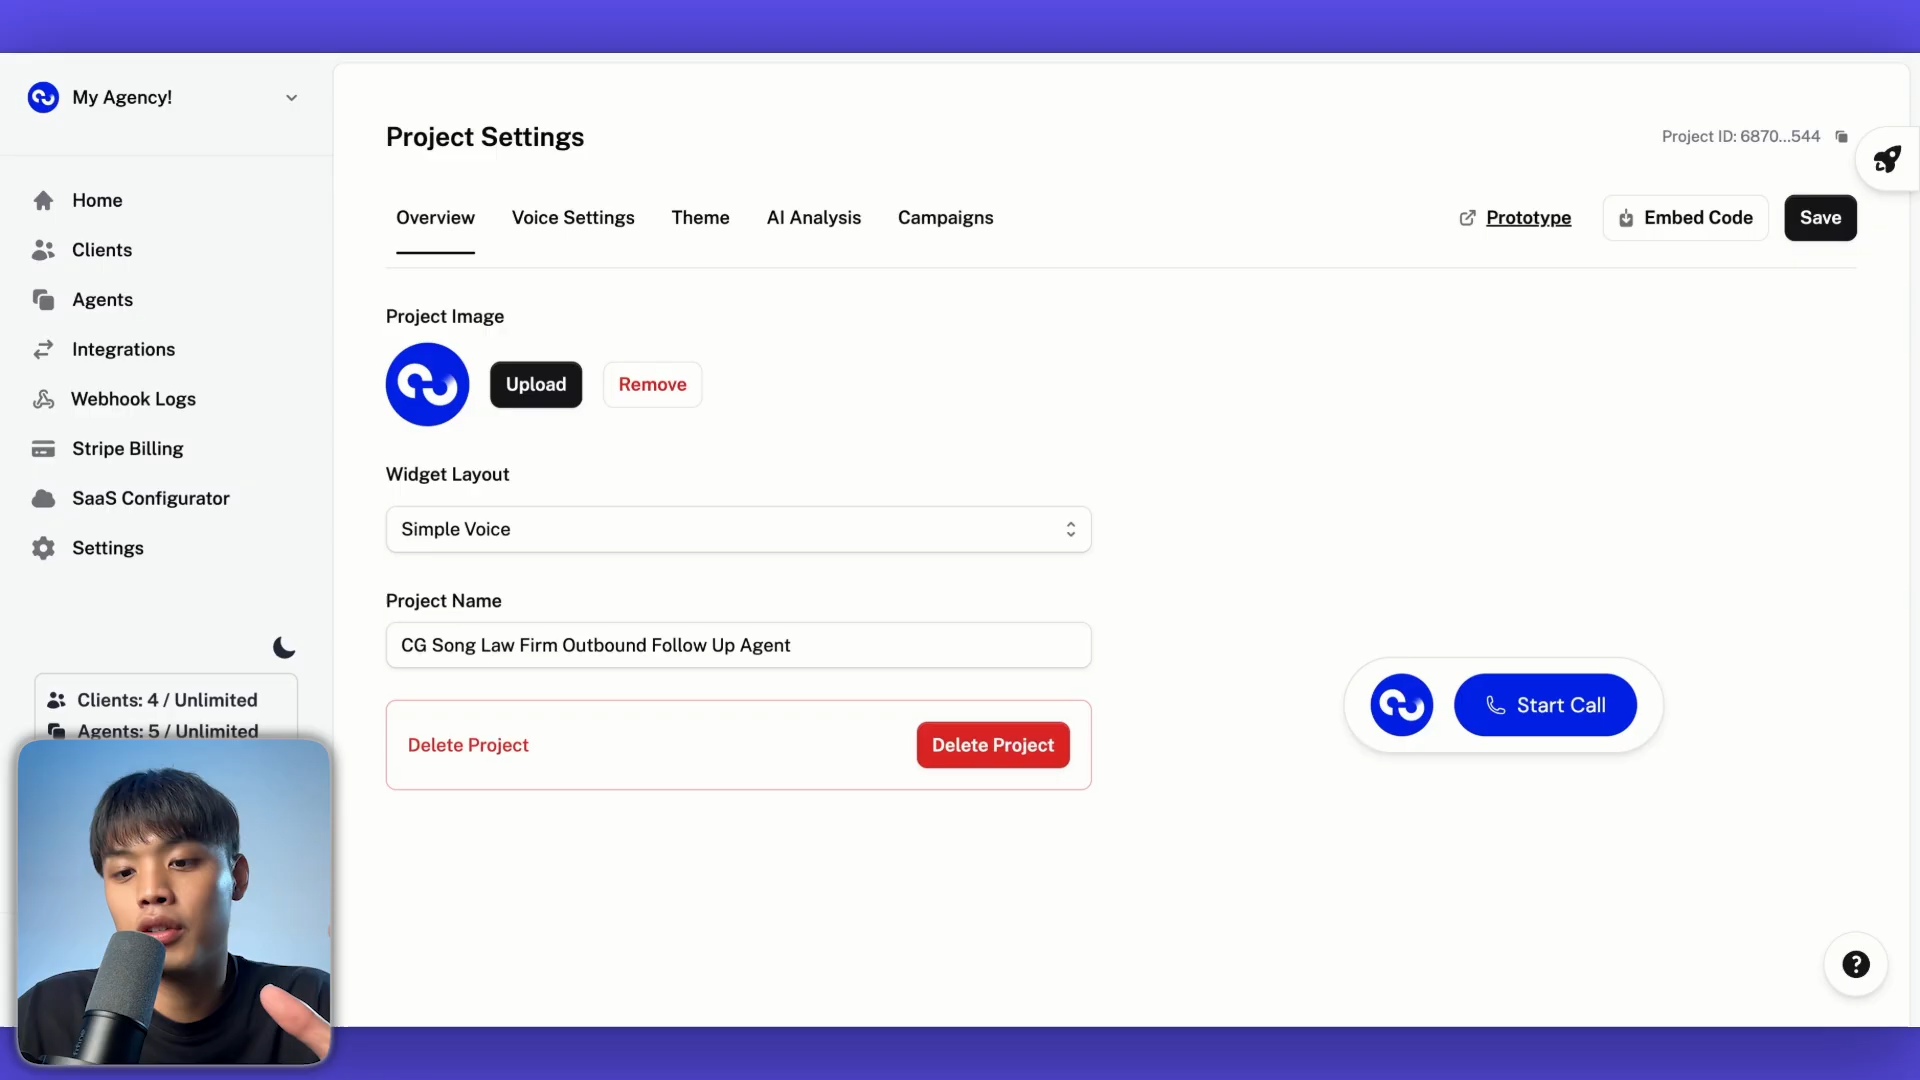 My Agency!
Home
Clients
Agents
Integrations
Webhook Logs
Stripe Billing
SaaS Configurator
Settings
Clients: 4 / Unlimited
Agents: 5 / Unlimited
Project Settings
Project ID: 6870...544
Overview
Voice Settings
Theme
AI Analysis
Campaigns
Prototype
Embed Code
Save
Project Image
Upload
Remove
Widget Layout
Simple Voice
Project Name
CG Song Law Firm Outbound Follow Up Agent
Delete Project
Delete Project
Start Call
?